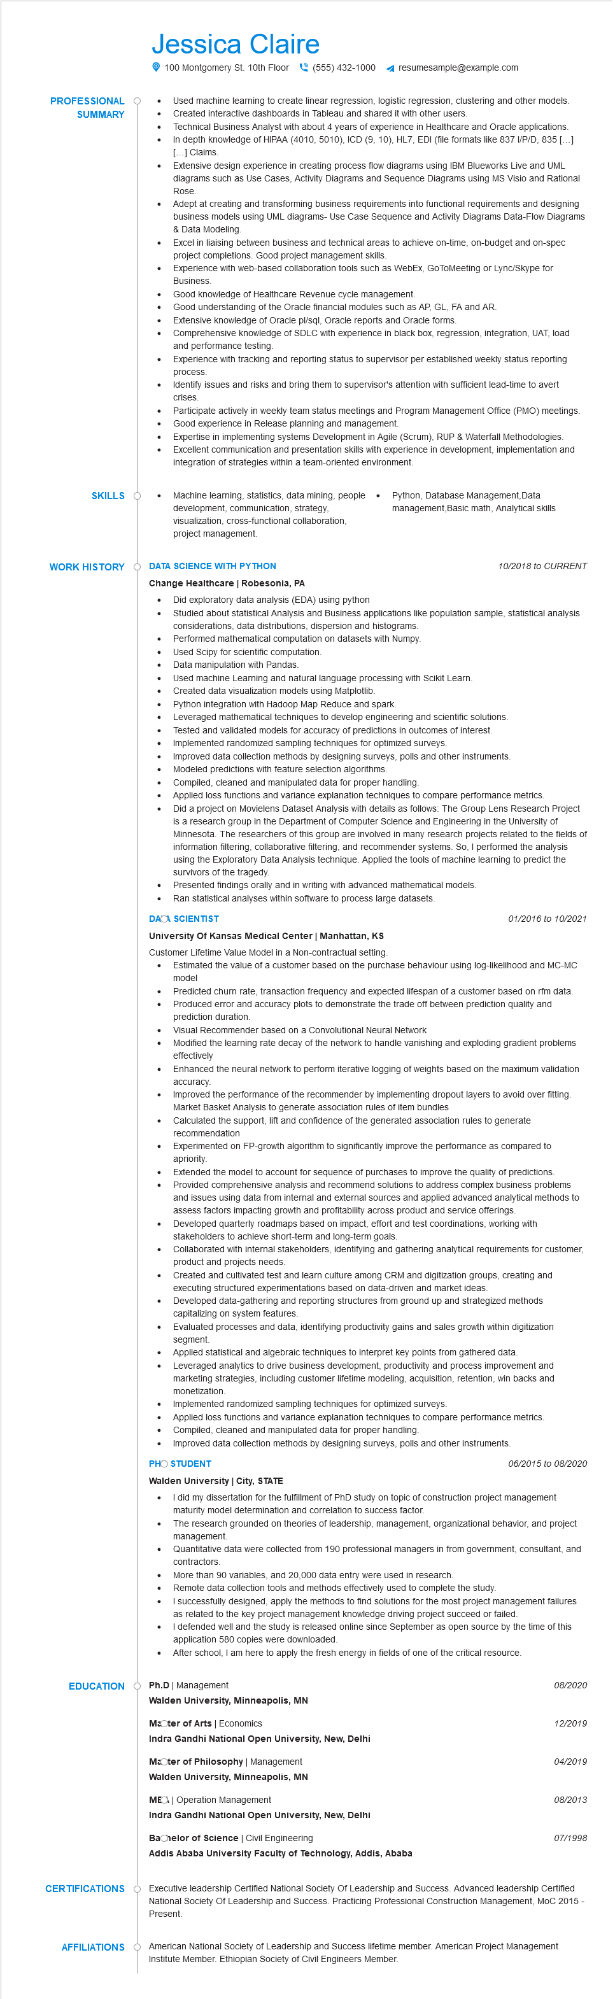 Jessica Claire
100 Montgomery St. 10th Floor (555) 432-1000 resumesample@example.com
PROFESSIONAL SUMMARY
• Used machine learning to create linear regression, logistic regression, clustering and other models.
• Created interactive dashboards in Tableau and shared it with other users.
• Technical Business Analyst with about 4 years of experience in Healthcare and Oracle applications.
• In depth knowledge of HIPAA (4010, 5010), ICD (9, 10), HL7, EDI (file formats like 837 I/P/D, 835 [...]
[...] Claims.
• Extensive design experience in creating process flow diagrams using IBM Blueworks Live and UML
diagrams such as Use Cases, Activity Diagrams and Sequence Diagrams using MS Visio and Rational
Rose.
• Adept at creating and transforming business requirements into functional requirements and designing
business models using UML diagrams- Use Case Sequence and Activity Diagrams Data-Flow Diagrams
& Data Modeling.
• Excel in liaising between business and technical areas to achieve on-time, on-budget and on-spec
project completions. Good project management skills.
• Experience with web-based collaboration tools such as WebEx, GoToMeeting or Lync/Skype for
Business.
• Good knowledge of Healthcare Revenue cycle management.
• Good understanding of the Oracle financial modules such as AP, GL, FA and AR.
• Extensive knowledge of Oracle pl/sql, Oracle reports and Oracle forms.
• Comprehensive knowledge of SDLC with experience in black box, regression, integration, UAT, load
and performance testing.
• Experience with tracking and reporting status to supervisor per established weekly status reporting
process.
• Identify issues and risks and bring them to supervisor's attention with sufficient lead-time to avert
crises.
• Participate actively in weekly team status meetings and Program Management Office (PMO) meetings.
• Good experience in Release planning and management.
• Expertise in implementing systems Development in Agile (Scrum), RUP & Waterfall Methodologies.
• Excellent communication and presentation skills with experience in development, implementation and
integration of strategies within a team-oriented environment.
SKILLS
• Machine learning, statistics, data mining, people
development, communication, strategy,
visualization, cross-functional collaboration,
project management.
• Python, Database Management,Data
management,Basic math, Analytical skills
WORK HISTORY
DATA SCIENCE WITH PYTHON 10/2018 to CURRENT
Change Healthcare | Robesonia, PA
• Did exploratory data analysis (EDA) using python
• Studied about statistical Analysis and Business applications like population sample, statistical analysis
considerations, data distributions, dispersion and histograms.
• Performed mathematical computation on datasets with Numpy.
• Used Scipy for scientific computation.
• Data manipulation with Pandas.
• Used machine Learning and natural language processing with Scikit Learn.
• Created data visualization models using Matplotlib.
• Python integration with Hadoop Map Reduce and spark.
• Leveraged mathematical techniques to develop engineering and scientific solutions.
• Tested and validated models for accuracy of predictions in outcomes of interest.
• Implemented randomized sampling techniques for optimized surveys.
• Improved data collection methods by designing surveys, polls and other instruments.
• Modeled predictions with feature selection algorithms.
• Compiled, cleaned and manipulated data for proper handling.
• Applied loss functions and variance explanation techniques to compare performance metrics.
• Did a project on Movielens Dataset Analysis with details as follows: The Group Lens Research Project
is a research group in the Department of Computer Science and Engineering in the University of
Minnesota. The researchers of this group are involved in many research projects related to the fields of
information filtering, collaborative filtering, and recommender systems. So, I performed the analysis
using the Exploratory Data Analysis technique. Applied the tools of machine learning to predict the
survivors of the tragedy.
• Presented findings orally and in writing with advanced mathematical models.
• Ran statistical analyses within software to process large datasets.
DATA SCIENTIST 01/2016 to 10/2021
University Of Kansas Medical Center | Manhattan, KS
Customer Lifetime Value Model in a Non-contractual setting.
• Estimated the value of a customer based on the purchase behaviour using log-likelihood and MC-MC
model
• Predicted churn rate, transaction frequency and expected lifespan of a customer based on rfm data.
• Produced error and accuracy plots to demonstrate the trade off between prediction quality and
prediction duration.
• Visual Recommender based on a Convolutional Neural Network
• Modified the learning rate decay of the network to handle vanishing and exploding gradient problems
effectively
• Enhanced the neural network to perform iterative logging of weights based on the maximum validation
accuracy.
• Improved the performance of the recommender by implementing dropout layers to avoid over fitting.
Market Basket Analysis to generate association rules of item bundles
• Calculated the support, lift and confidence of the generated association rules to generate
recommendation
• Experimented on FP-growth algorithm to significantly improve the performance as compared to
apriority.
• Extended the model to account for sequence of purchases to improve the quality of predictions.
• Provided comprehensive analysis and recommend solutions to address complex business problems
and issues using data from internal and external sources and applied advanced analytical methods to
assess factors impacting growth and profitability across product and service offerings.
• Developed quarterly roadmaps based on impact, effort and test coordinations, working with
stakeholders to achieve short-term and long-term goals.
• Collaborated with internal stakeholders, identifying and gathering analytical requirements for customer,
product and projects needs.
• Created and cultivated test and learn culture among CRM and digitization groups, creating and
executing structured experimentations based on data-driven and market ideas.
• Developed data-gathering and reporting structures from ground up and strategized methods
capitalizing on system features.
• Evaluated processes and data, identifying productivity gains and sales growth within digitization
segment.
• Applied statistical and algebraic techniques to interpret key points from gathered data.
• Leveraged analytics to drive business development, productivity and process improvement and
marketing strategies, including customer lifetime modeling, acquisition, retention, win backs and
monetization.
• Implemented randomized sampling techniques for optimized surveys.
• Applied loss functions and variance explanation techniques to compare performance metrics.
• Compiled, cleaned and manipulated data for proper handling.
• Improved data collection methods by designing surveys, polls and other instruments.
PHD STUDENT 06/2015 to 08/2020
Walden University | City, STATE
• I did my dissertation for the fulfillment of PhD study on topic of construction project management
maturity model determination and correlation to success factor.
• The research grounded on theories of leadership, management, organizational behavior, and project
management.
• Quantitative data were collected from 190 professional managers in from government, consultant, and
contractors.
• More than 90 variables, and 20,000 data entry were used in research.
• Remote data collection tools and methods effectively used to complete the study.
• I successfully designed, apply the methods to find solutions for the most project management failures
as related to the key project management knowledge driving project succeed or failed.
• I defended well and the study is released online since September as open source by the time of this
application 580 copies were downloaded.
• After school, I am here to apply the fresh energy in fields of one of the critical resource.
EDUCATION
Ph.D | Management 06/2020
Walden University, Minneapolis, MN
Master of Arts | Economics 12/2019
Indra Gandhi National Open University, New, Delhi
Master of Philosophy | Management 04/2019
Walden University, Minneapolis, MN
MBA | Operation Management 08/2013
Indra Gandhi National Open University, New, Delhi
Bachelor of Science | Civil Engineering 07/1998
Addis Ababa University Faculty of Technology, Addis, Ababa
CERTIFICATIONS
Executive leadership Certified National Society Of Leadership and Success. Advanced leadership Certified
National Society Of Leadership and Success. Practicing Professional Construction Management, MoC 2015 -
Present.
AFFILIATIONS
American National Society of Leadership and Success lifetime member. American Project Management
Institute Member. Ethiopian Society of Civil Engineers Member.